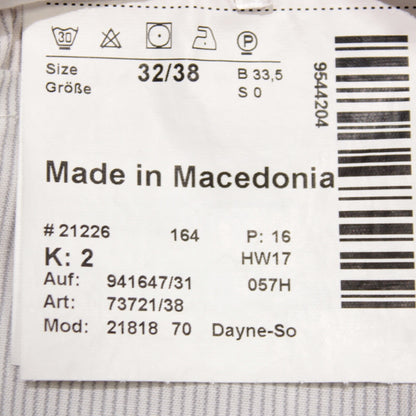 30 P
Size 32/38 B 33,5
Größe S 0
9544204
Made in Macedonia
# 21226 164 P: 16
K: 2 HW17
Auf: 941647/31 057H
Art: 73721/38
Mod: 21818 70 Dayne-So